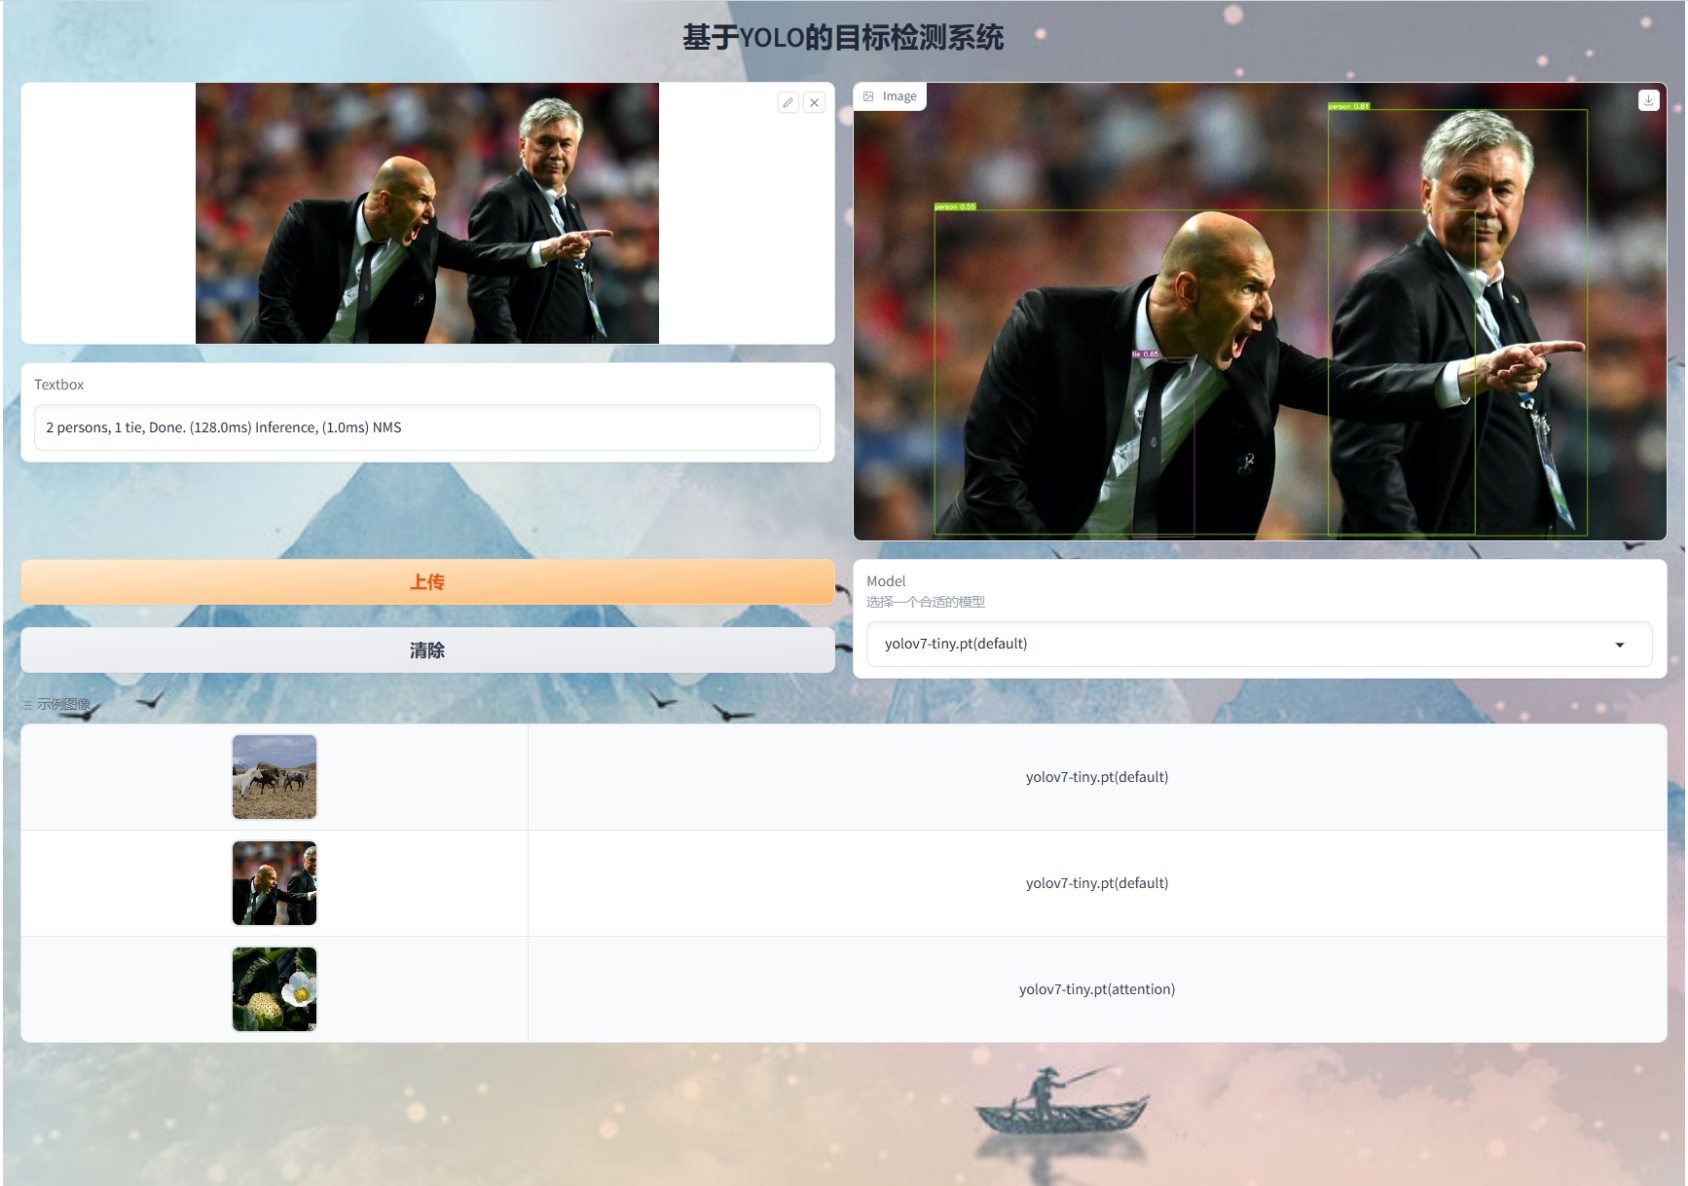 基于YOLO的目标检测系统
Image
person 0.81
person 0.55
tie 0.65
Textbox
2 persons, 1 tie, Done. (128.0ms) Inference, (1.0ms) NMS
上传
清除
Model
选择一个合适的模型
yolov7-tiny.pt(default)
示例图像
yolov7-tiny.pt(default)
yolov7-tiny.pt(default)
yolov7-tiny.pt(attention)